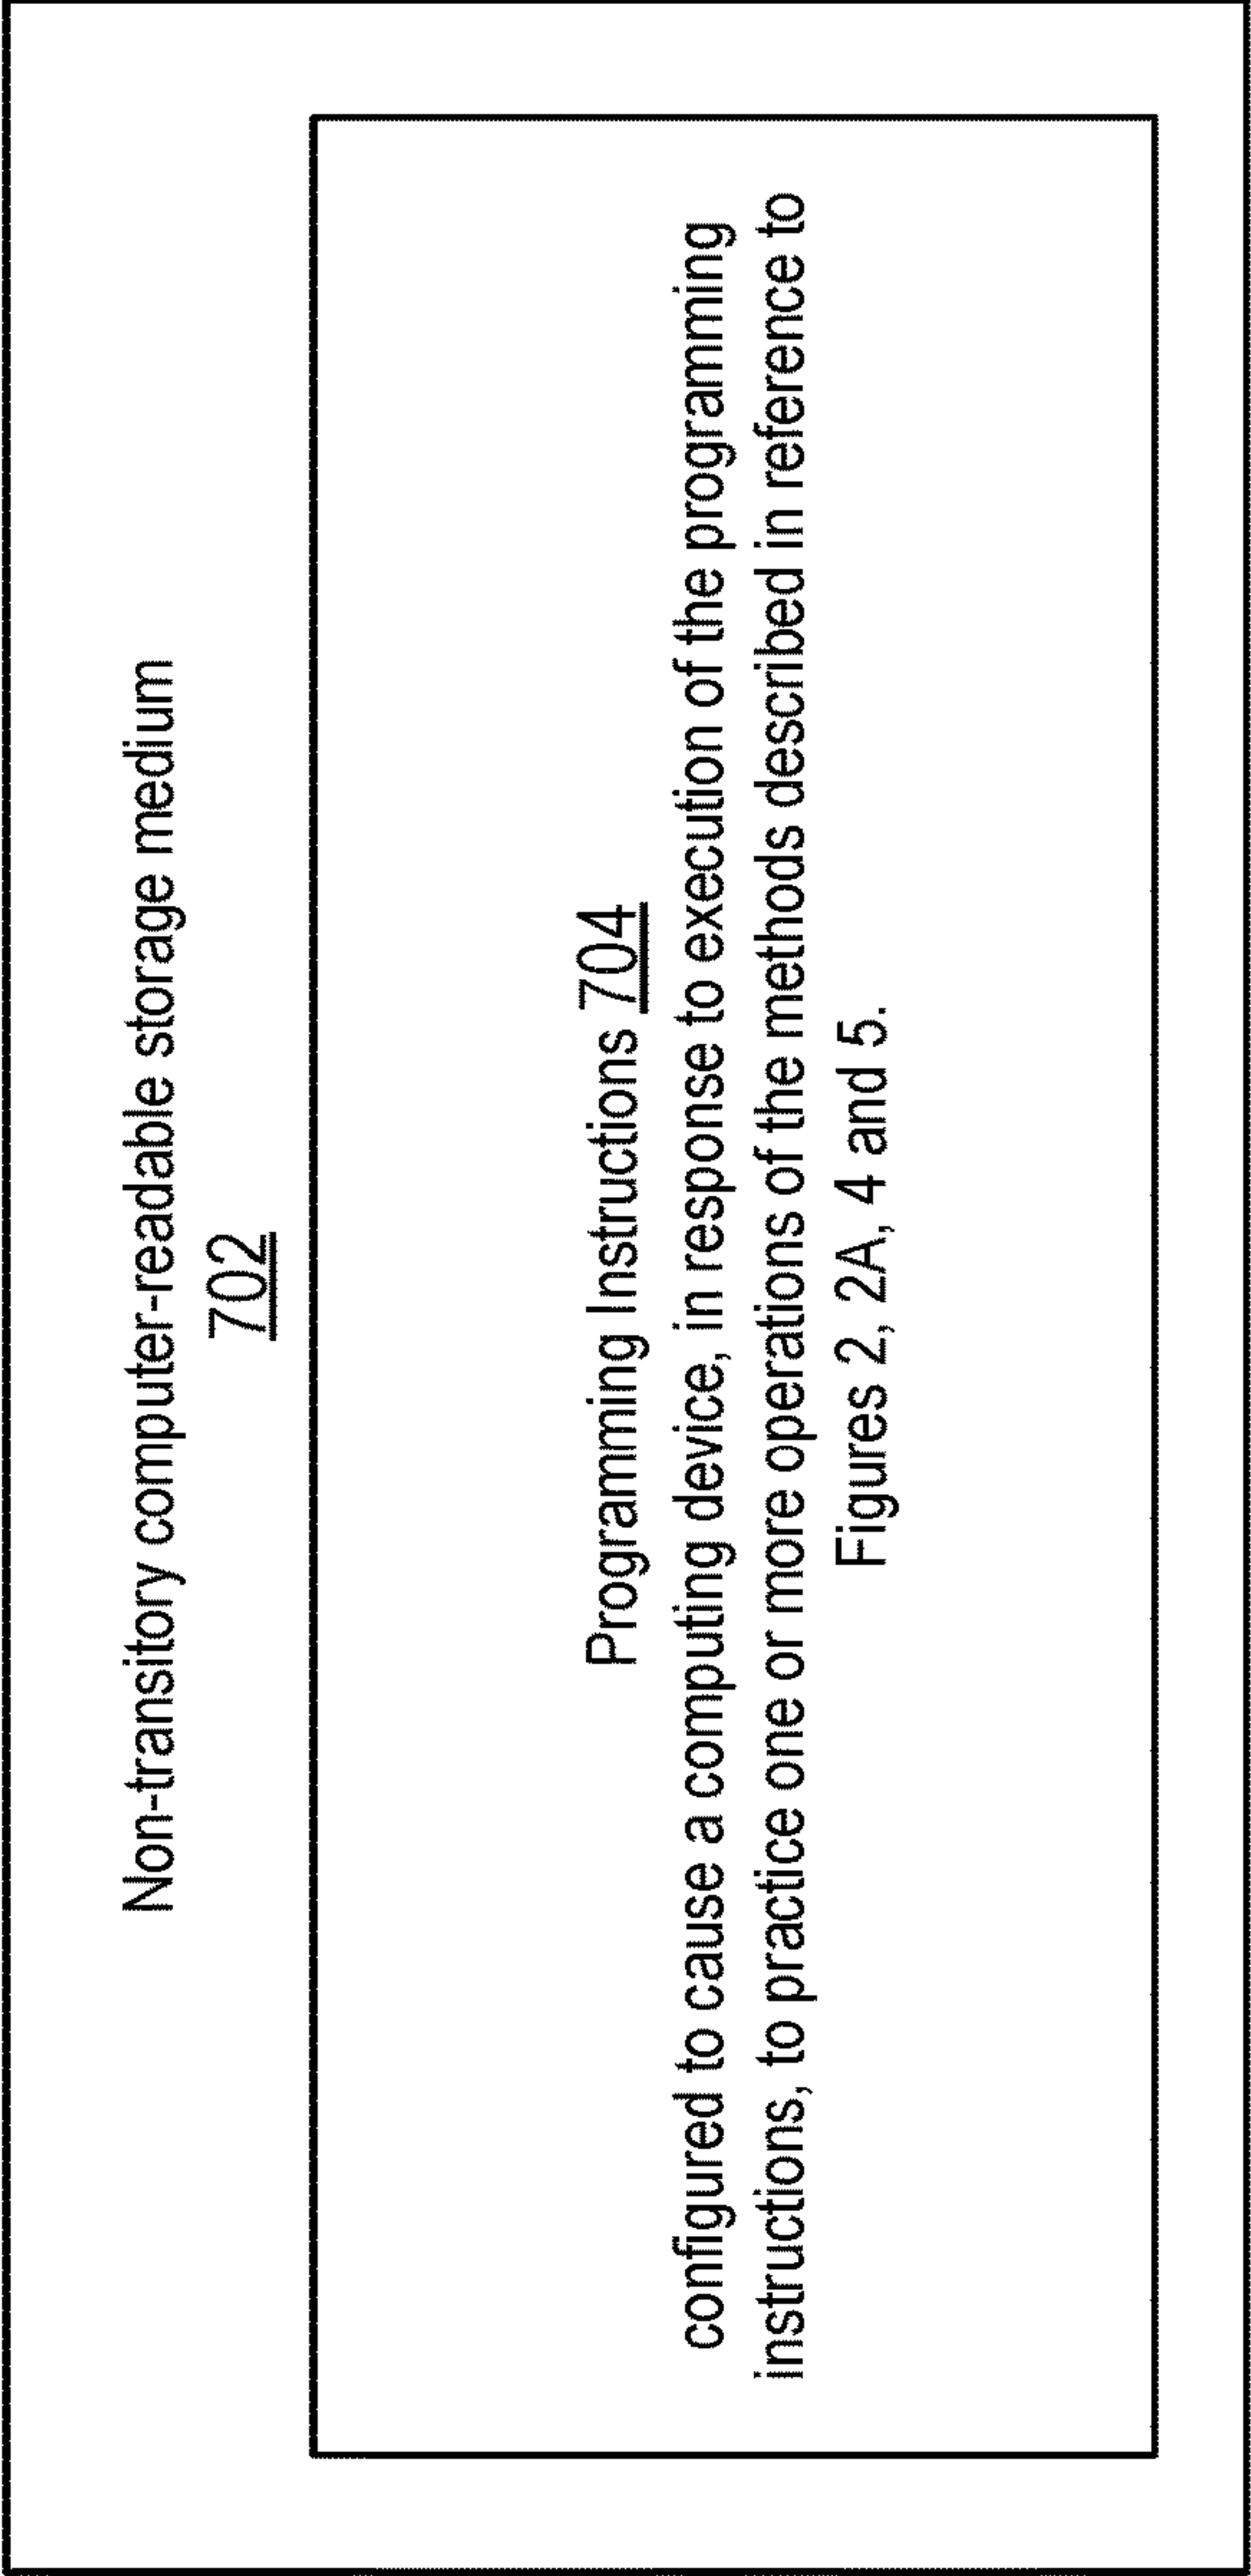 Non-transitory computer-readable storage medium
702
Programming Instructions 704
configured to cause a computing device, in response to execution of the programming
instructions, to practice one or more operations of the methods described in reference to
Figures 2, 2A, 4 and 5.